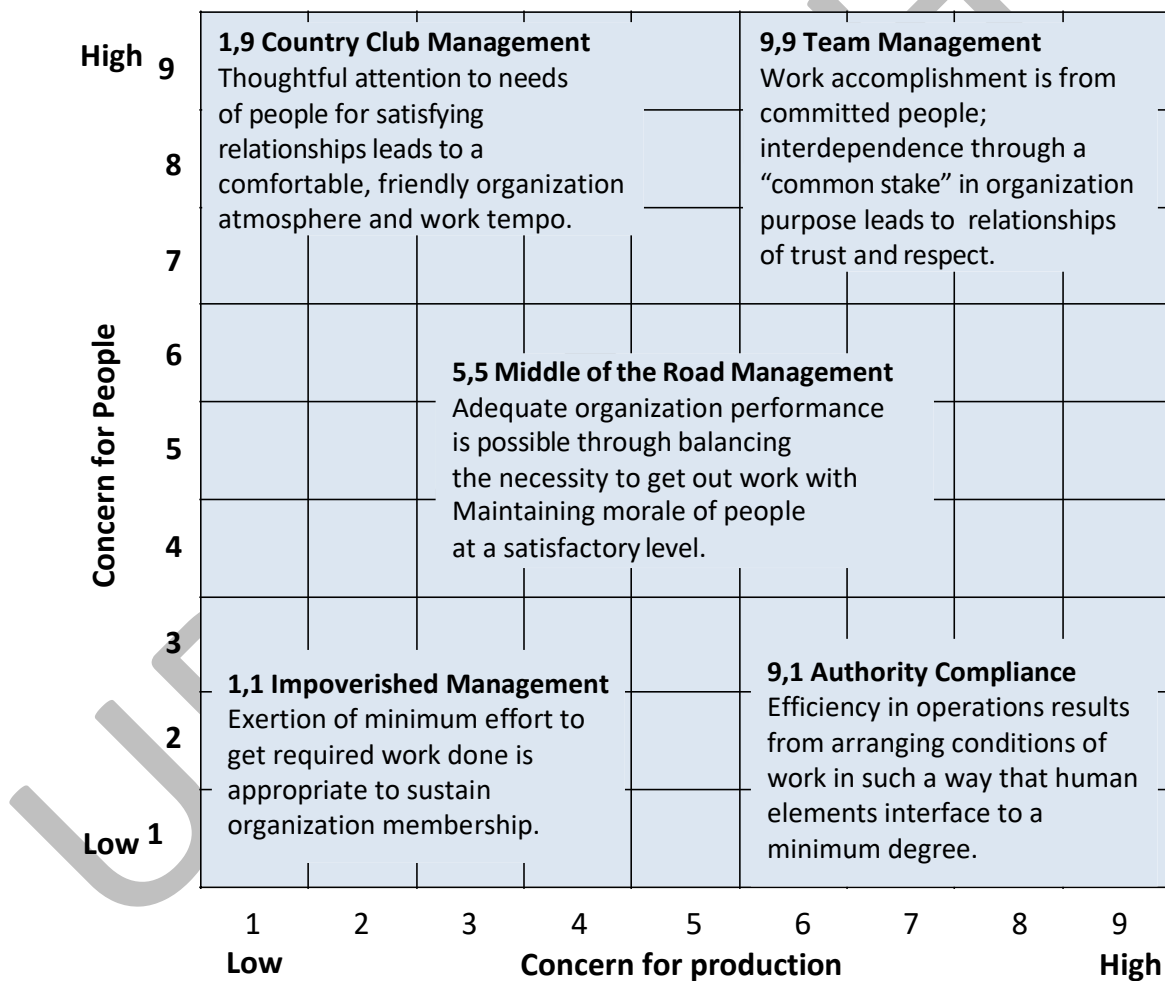 High 9
8
7
6
5
4
3
2
Low 1
Concern for People
1,9 Country Club Management
Thoughtful attention to needs
of people for satisfying
relationships leads to a
comfortable, friendly organization
atmosphere and work tempo.
9,9 Team Management
Work accomplishment is from
committed people;
interdependence through a
“common stake” in organization
purpose leads to relationships
of trust and respect.
5,5 Middle of the Road Management
Adequate organization performance
is possible through balancing
the necessity to get out work with
Maintaining morale of people
at a satisfactory level.
1,1 Impoverished Management
Exertion of minimum effort to
get required work done is
appropriate to sustain
organization membership.
9,1 Authority Compliance
Efficiency in operations results
from arranging conditions of
work in such a way that human
elements interface to a
minimum degree.
1 2 3 4 5 6 7 8 9
Low Concern for production High